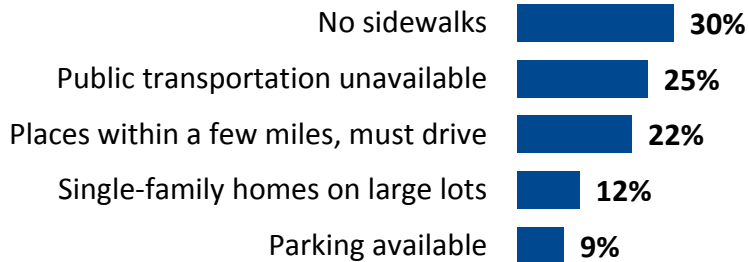 No sidewalks 30%
Public transportation unavailable 25%
Places within a few miles, must drive 22%
Single-family homes on large lots 12%
Parking available 9%